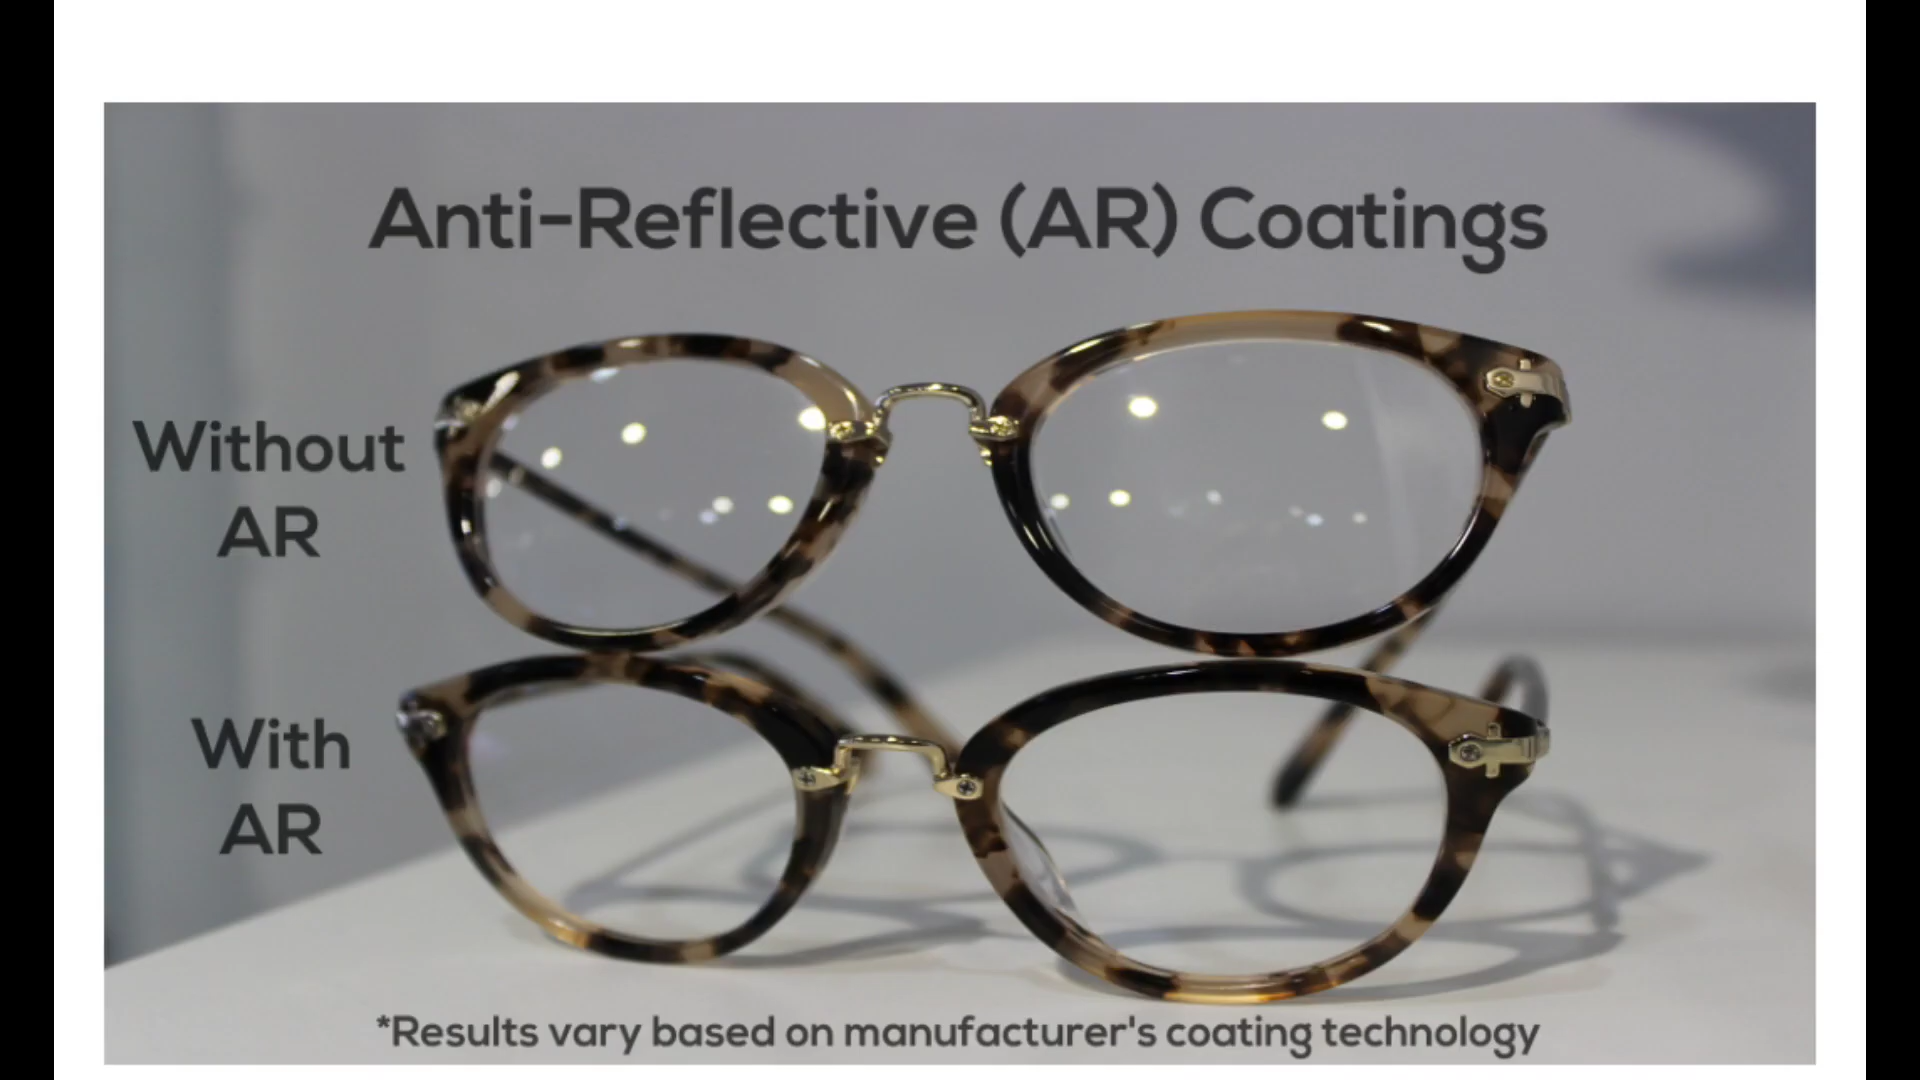 Anti-Reflective (AR) Coatings
Without
AR
With
AR
*Results vary based on manufacturer's coating technology